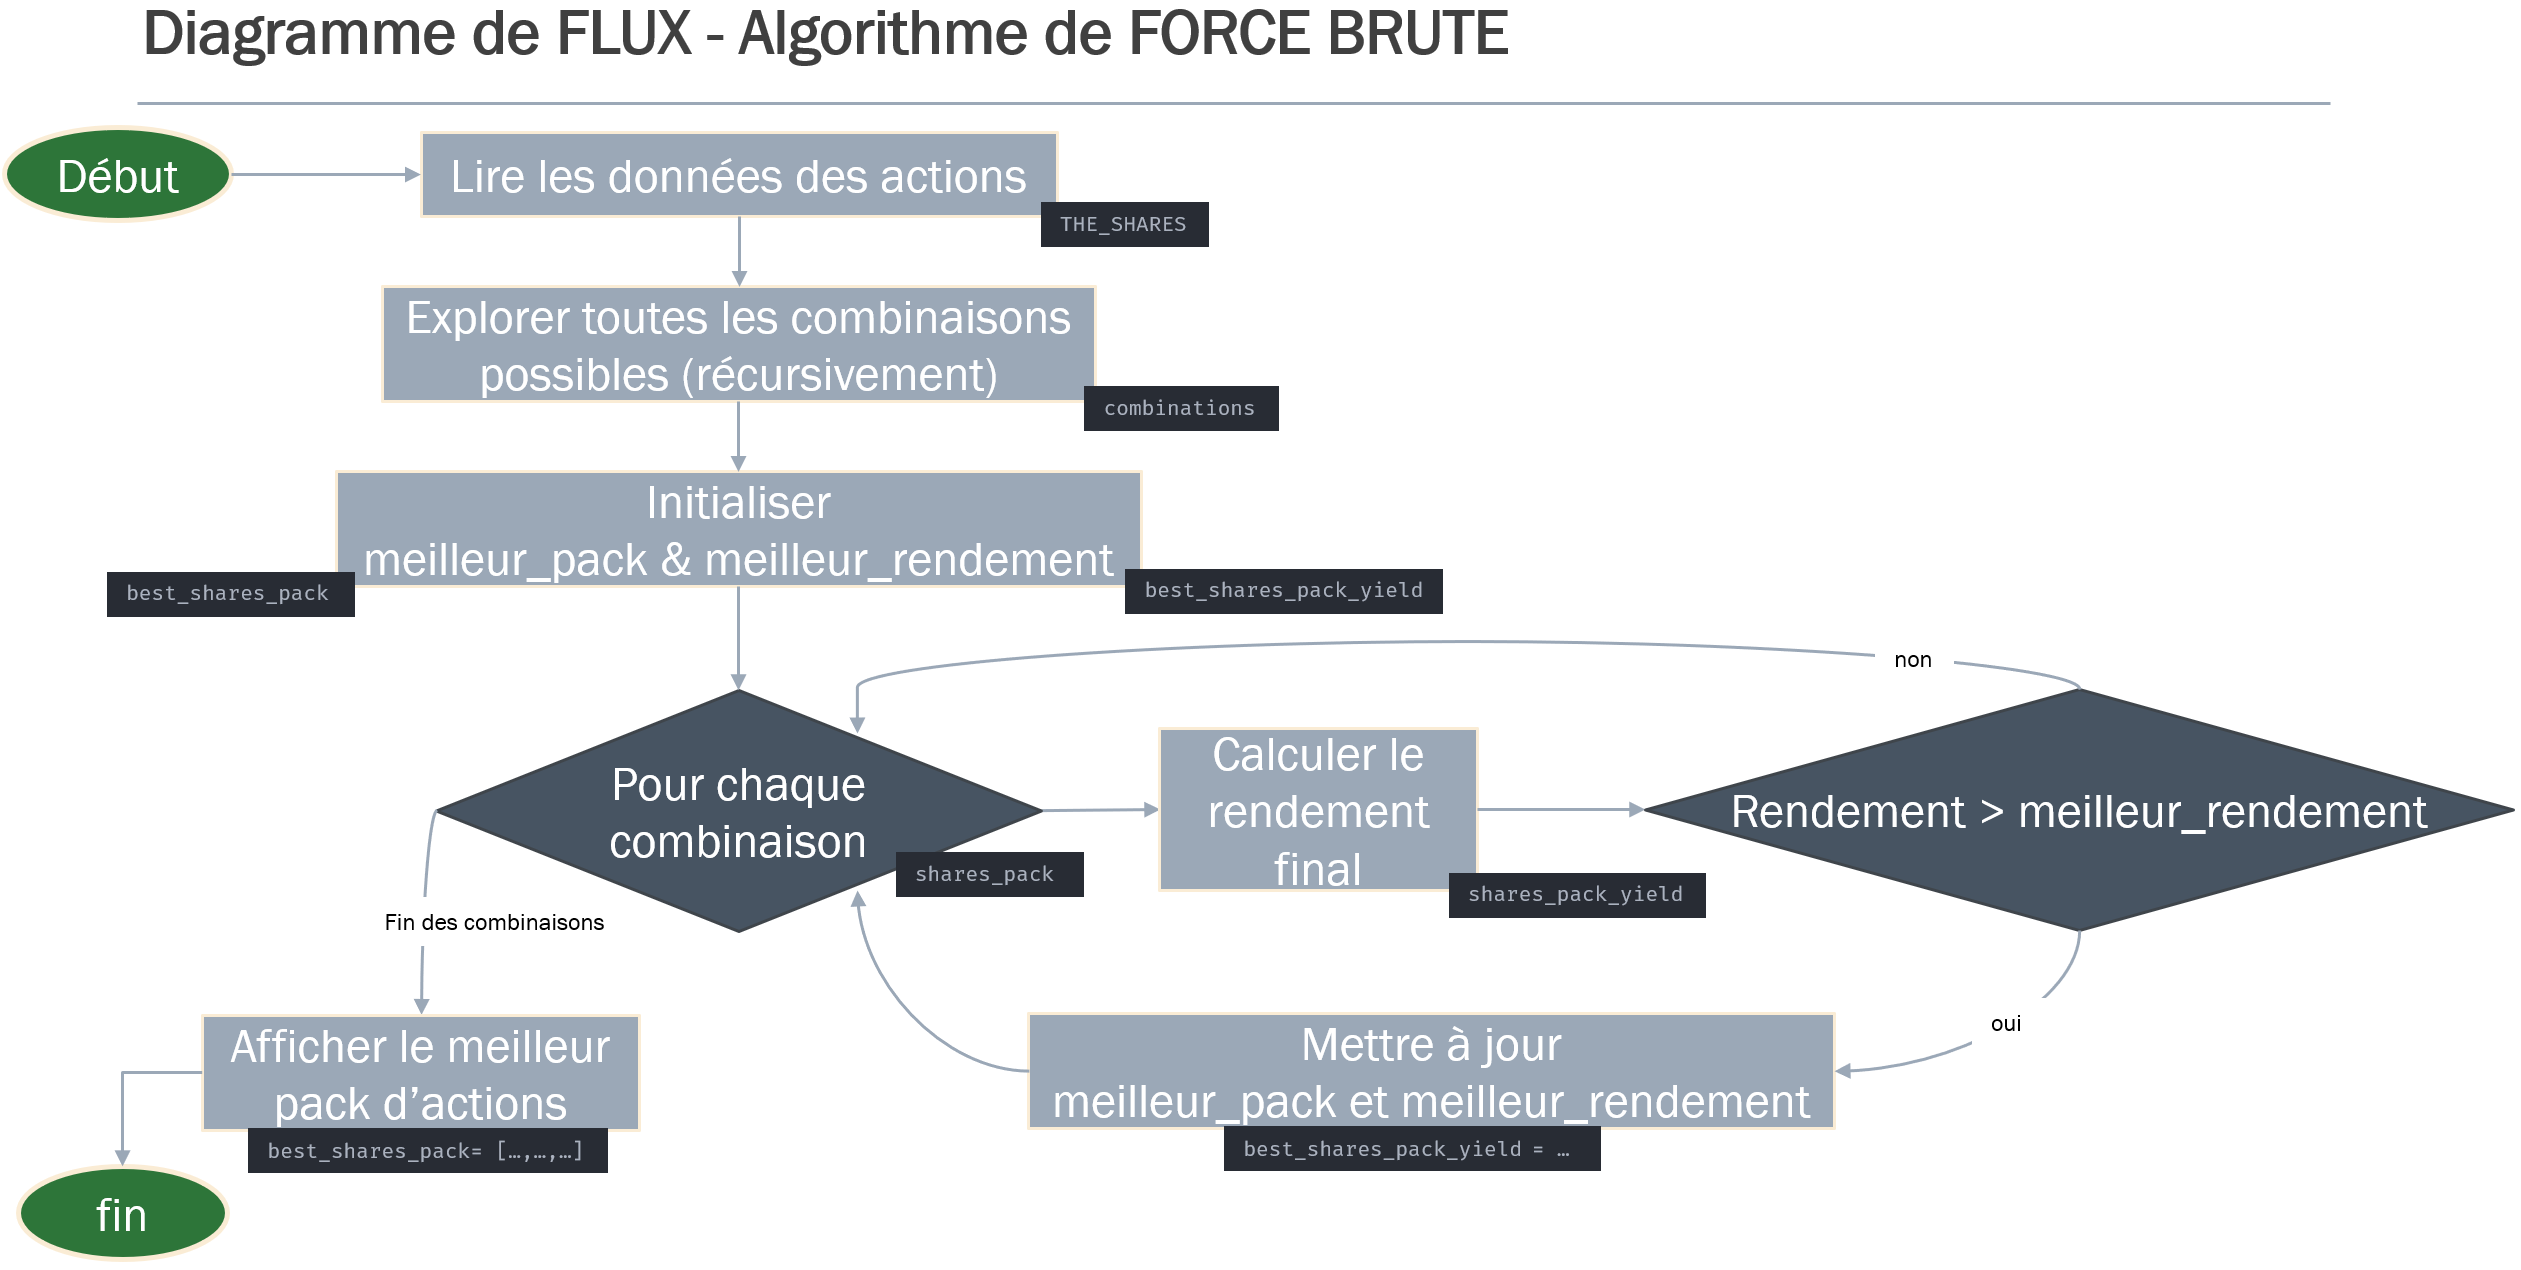 Diagramme de FLUX - Algorithme de FORCE BRUTE
Début
Lire les données des actions
THE_SHARES
Explorer toutes les combinaisons
possibles (récursivement)
combinations
Initialiser
meilleur_pack & meilleur_rendement
best_shares_pack
best_shares_pack_yield
non
Pour chaque
combinaison
shares_pack
Calculer le
rendement
final
shares_pack_yield
Rendement > meilleur_rendement
Fin des combinaisons
oui
Afficher le meilleur
pack d’actions
best_shares_pack= […,…,…]
Mettre à jour
meilleur_pack et meilleur_rendement
best_shares_pack_yield = …
fin